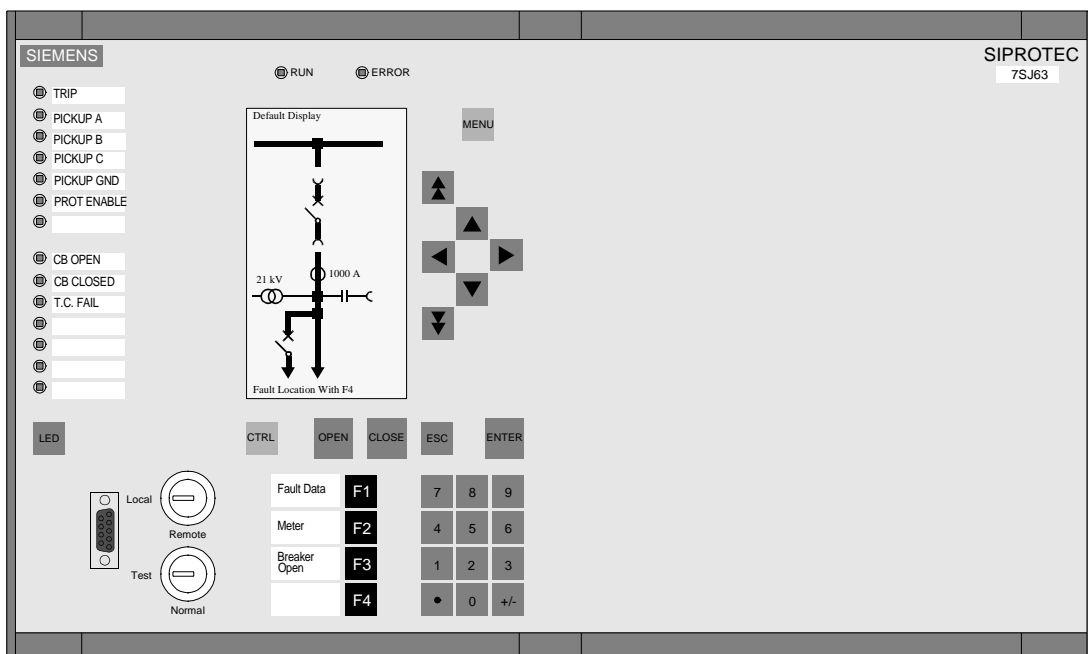 SIEMENS
SIPROTEC
7SJ63
RUN
ERROR
TRIP
PICKUP A
PICKUP B
PICKUP C
PICKUP GND
PROT ENABLE
CB OPEN
CB CLOSED
T.C. FAIL
Default Display
21 kV
1000 A
Fault Location With F4
MENU
LED
CTRL
OPEN
CLOSE
ESC
ENTER
Local
Remote
Test
Normal
Fault Data
F1
Meter
F2
Breaker
Open
F3
F4
7 8 9
4 5 6
1 2 3
• 0 +/-